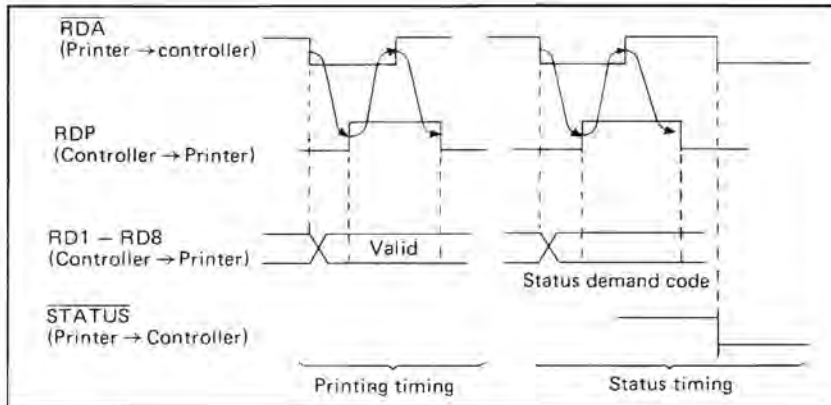 RDA
(Printer → controller)
RDP
(Controller → Printer)
RD1 – RD8
(Controller → Printer)
Valid
Status demand code
STATUS
(Printer → Controller)
Printing timing
Status timing